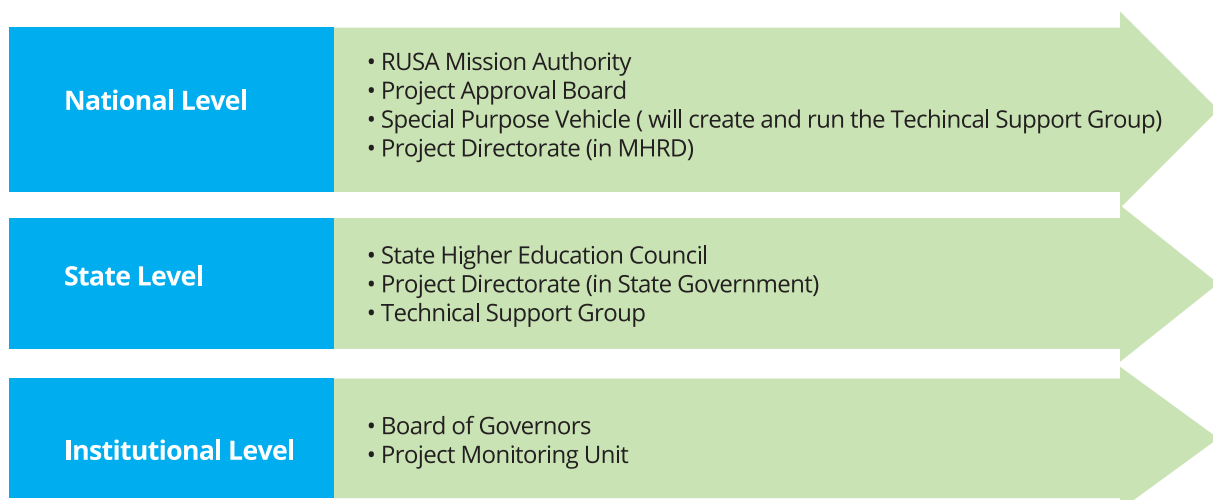 National Level
• RUSA Mission Authority
• Project Approval Board
• Special Purpose Vehicle ( will create and run the Techincal Support Group)
• Project Directorate (in MHRD)
State Level
• State Higher Education Council
• Project Directorate (in State Government)
• Technical Support Group
Institutional Level
• Board of Governors
• Project Monitoring Unit